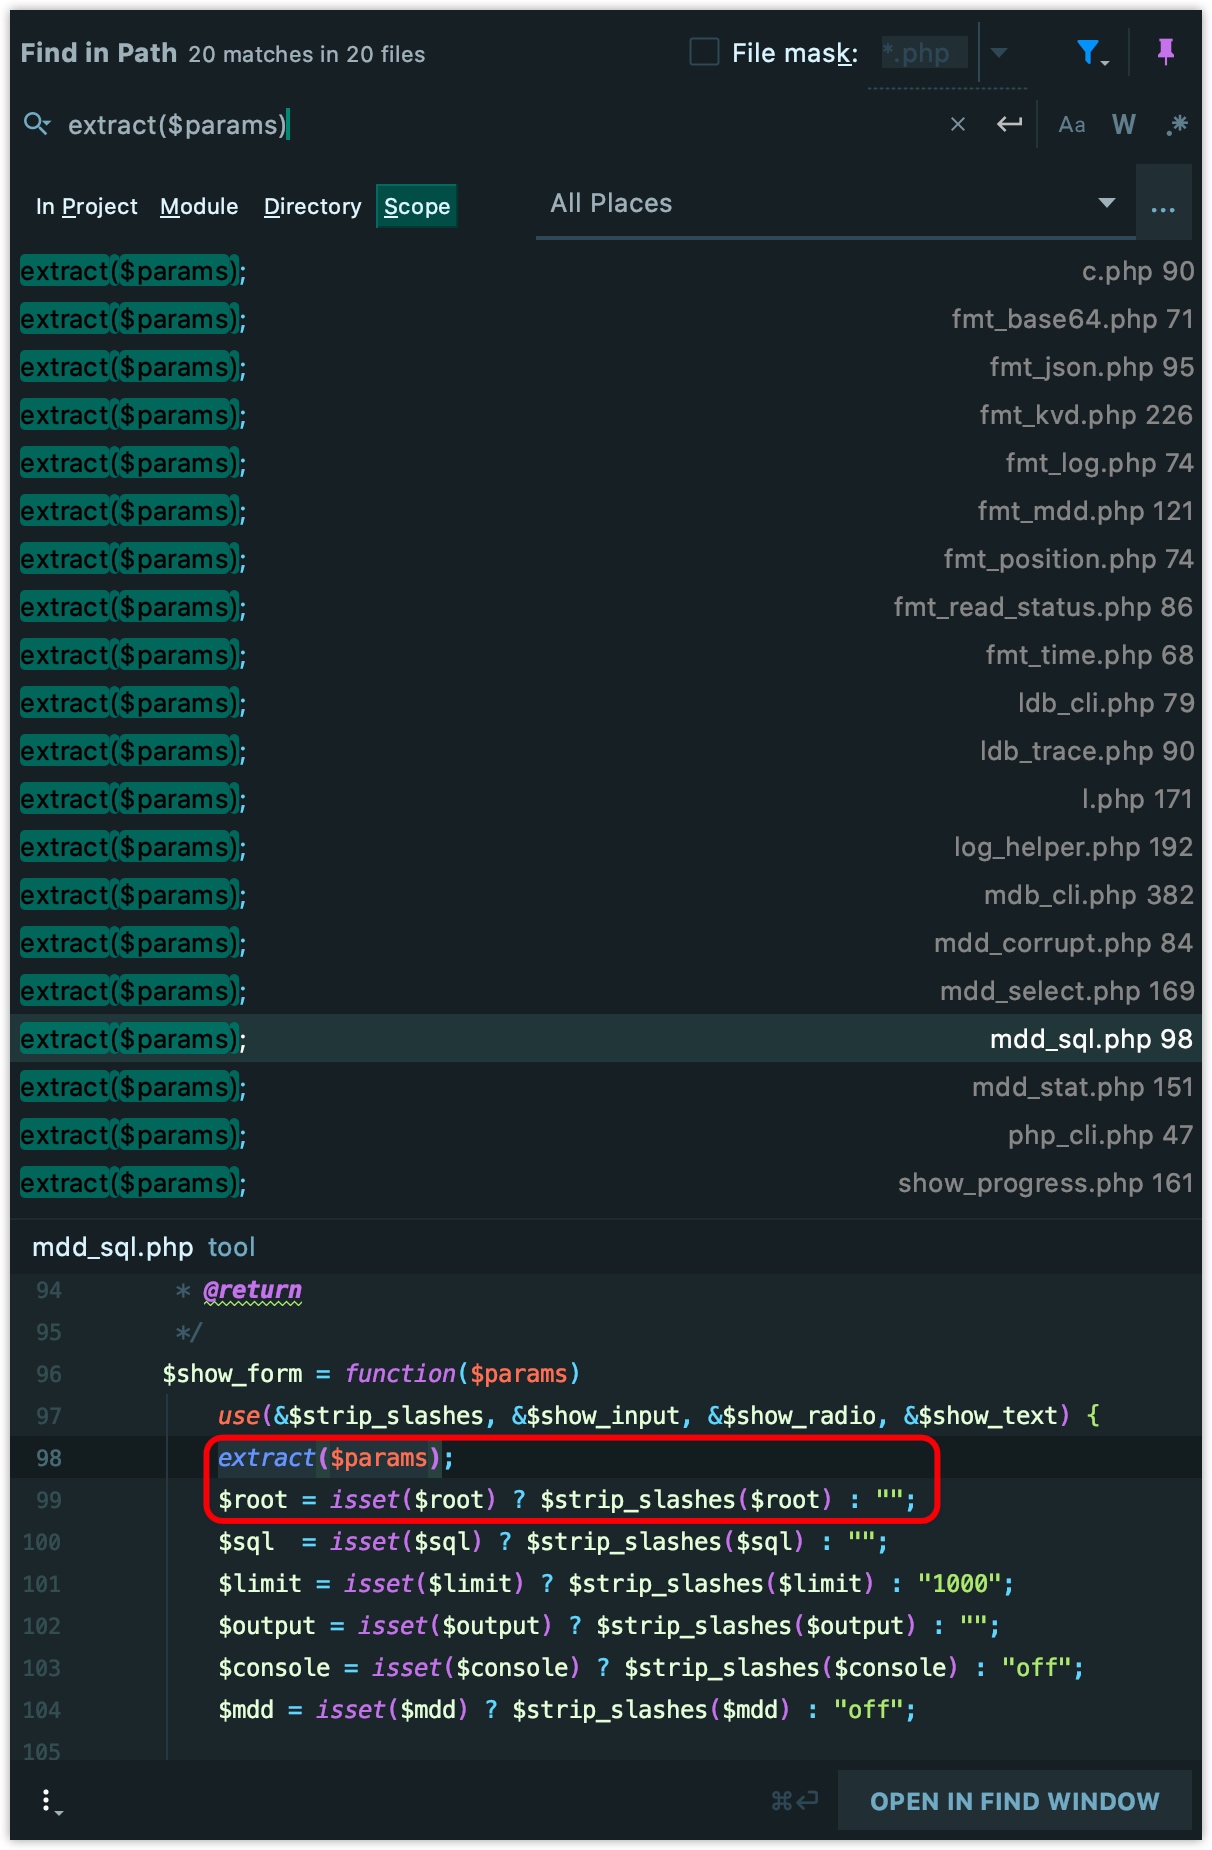 Find in Path 20 matches in 20 files File mask: *.php
extract($params) Aa W .*
In Project Module Directory Scope All Places ...
extract($params); c.php 90
extract($params); fmt_base64.php 71
extract($params); fmt_json.php 95
extract($params); fmt_kvd.php 226
extract($params); fmt_log.php 74
extract($params); fmt_mdd.php 121
extract($params); fmt_position.php 74
extract($params); fmt_read_status.php 86
extract($params); fmt_time.php 68
extract($params); ldb_cli.php 79
extract($params); ldb_trace.php 90
extract($params); l.php 171
extract($params); log_helper.php 192
extract($params); mdb_cli.php 382
extract($params); mdd_corrupt.php 84
extract($params); mdd_select.php 169
extract($params); mdd_sql.php 98
extract($params); mdd_stat.php 151
extract($params); php_cli.php 47
extract($params); show_progress.php 161
mdd_sql.php tool
94 * @return
95 */
96 $show_form = function($params)
97 use(&$strip_slashes, &$show_input, &$show_radio, &$show_text) {
98 extract($params);
99 $root = isset($root) ? $strip_slashes($root) : "";
100 $sql  = isset($sql) ? $strip_slashes($sql) : "";
101 $limit = isset($limit) ? $strip_slashes($limit) : "1000";
102 $output = isset($output) ? $strip_slashes($output) : "";
103 $console = isset($console) ? $strip_slashes($console) : "off";
104 $mdd = isset($mdd) ? $strip_slashes($mdd) : "off";
105
⌘↩ OPEN IN FIND WINDOW